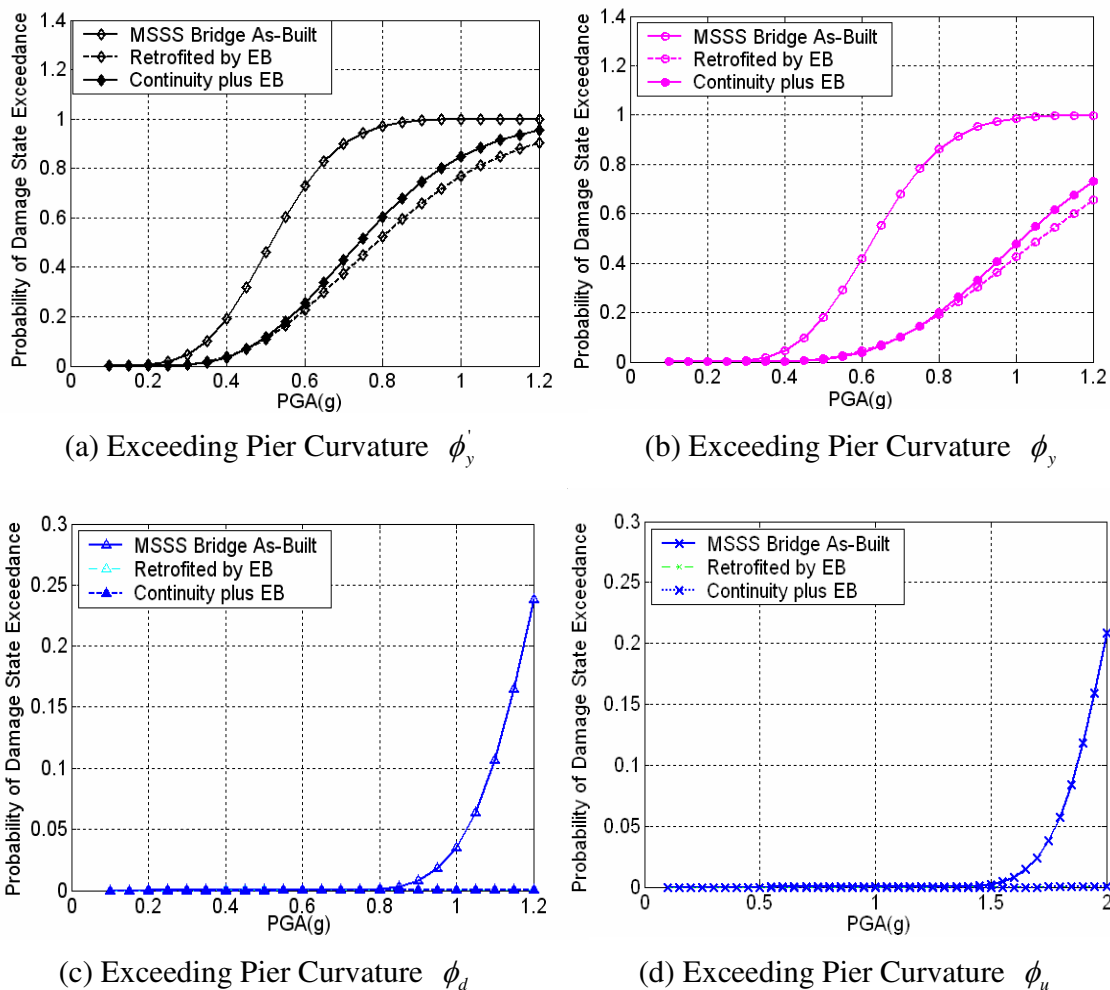 1.4
1.2
1
0.8
0.6
0.4
0.2
0
Probability of Damage State Exceedance
MSSS Bridge As-Built
Retrofited by EB
Continuity plus EB
0 0.2 0.4 0.6 0.8 1 1.2
PGA(g)
(a) Exceeding Pier Curvature ϕ'y
1.4
1.2
1
0.8
0.6
0.4
0.2
0
Probability of Damage State Exceedance
MSSS Bridge As-Built
Retrofited by EB
Continuity plus EB
0 0.2 0.4 0.6 0.8 1 1.2
PGA(g)
(b) Exceeding Pier Curvature ϕy
0.3
0.25
0.2
0.15
0.1
0.05
0
Probability of Damage State Exceedance
MSSS Bridge As-Built
Retrofited by EB
Continuity plus EB
0 0.2 0.4 0.6 0.8 1 1.2
PGA(g)
(c) Exceeding Pier Curvature ϕd
0.3
0.25
0.2
0.15
0.1
0.05
0
Probability of Damage State Exceedance
MSSS Bridge As-Built
Retrofited by EB
Continuity plus EB
0 0.5 1 1.5 2
PGA(g)
(d) Exceeding Pier Curvature ϕu